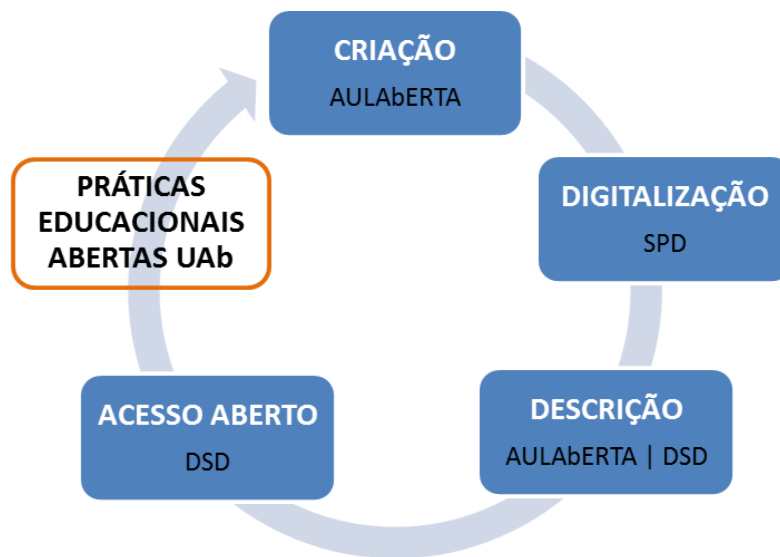 CRIAÇÃO
AULAbERTA
DIGITALIZAÇÃO
SPD
DESCRIÇÃO
AULAbERTA | DSD
ACESSO ABERTO
DSD
PRÁTICAS
EDUCACIONAIS
ABERTAS UAb